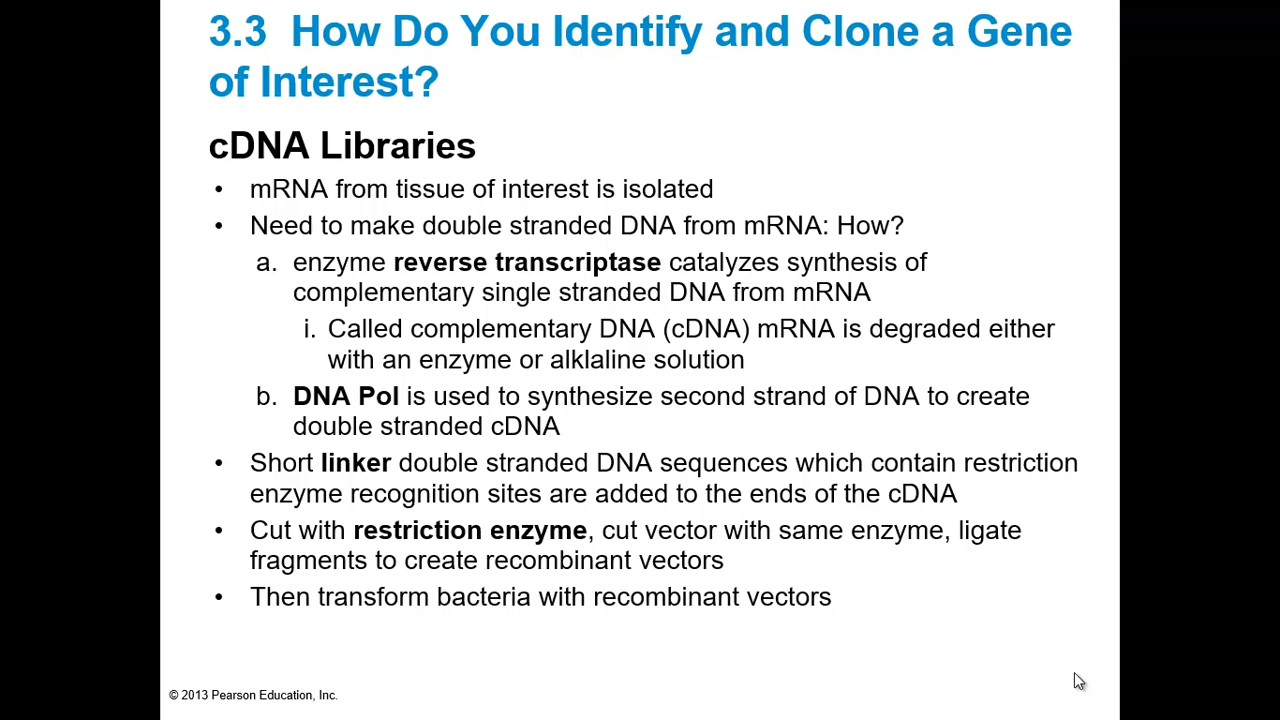 3.3 How Do You Identify and Clone a Gene
of Interest?
cDNA Libraries
• mRNA from tissue of interest is isolated
• Need to make double stranded DNA from mRNA: How?
a. enzyme reverse transcriptase catalyzes synthesis of
complementary single stranded DNA from mRNA
i. Called complementary DNA (cDNA) mRNA is degraded either
with an enzyme or alklaline solution
b. DNA Pol is used to synthesize second strand of DNA to create
double stranded cDNA
• Short linker double stranded DNA sequences which contain restriction
enzyme recognition sites are added to the ends of the cDNA
• Cut with restriction enzyme, cut vector with same enzyme, ligate
fragments to create recombinant vectors
• Then transform bacteria with recombinant vectors
© 2013 Pearson Education, Inc.